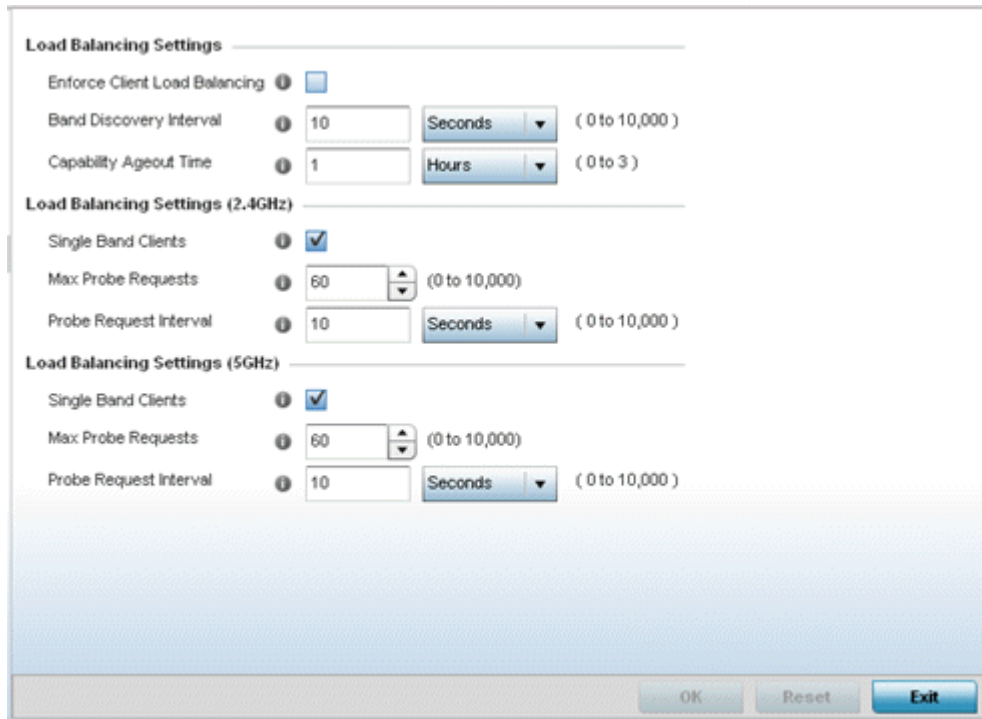 Load Balancing Settings
Enforce Client Load Balancing
Band Discovery Interval 10 Seconds ( 0 to 10,000 )
Capability Ageout Time 1 Hours ( 0 to 3 )
Load Balancing Settings (2.4GHz)
Single Band Clients
Max Probe Requests 60 (0 to 10,000)
Probe Request Interval 10 Seconds ( 0 to 10,000 )
Load Balancing Settings (5GHz)
Single Band Clients
Max Probe Requests 60 (0 to 10,000)
Probe Request Interval 10 Seconds ( 0 to 10,000 )
OK Reset Exit